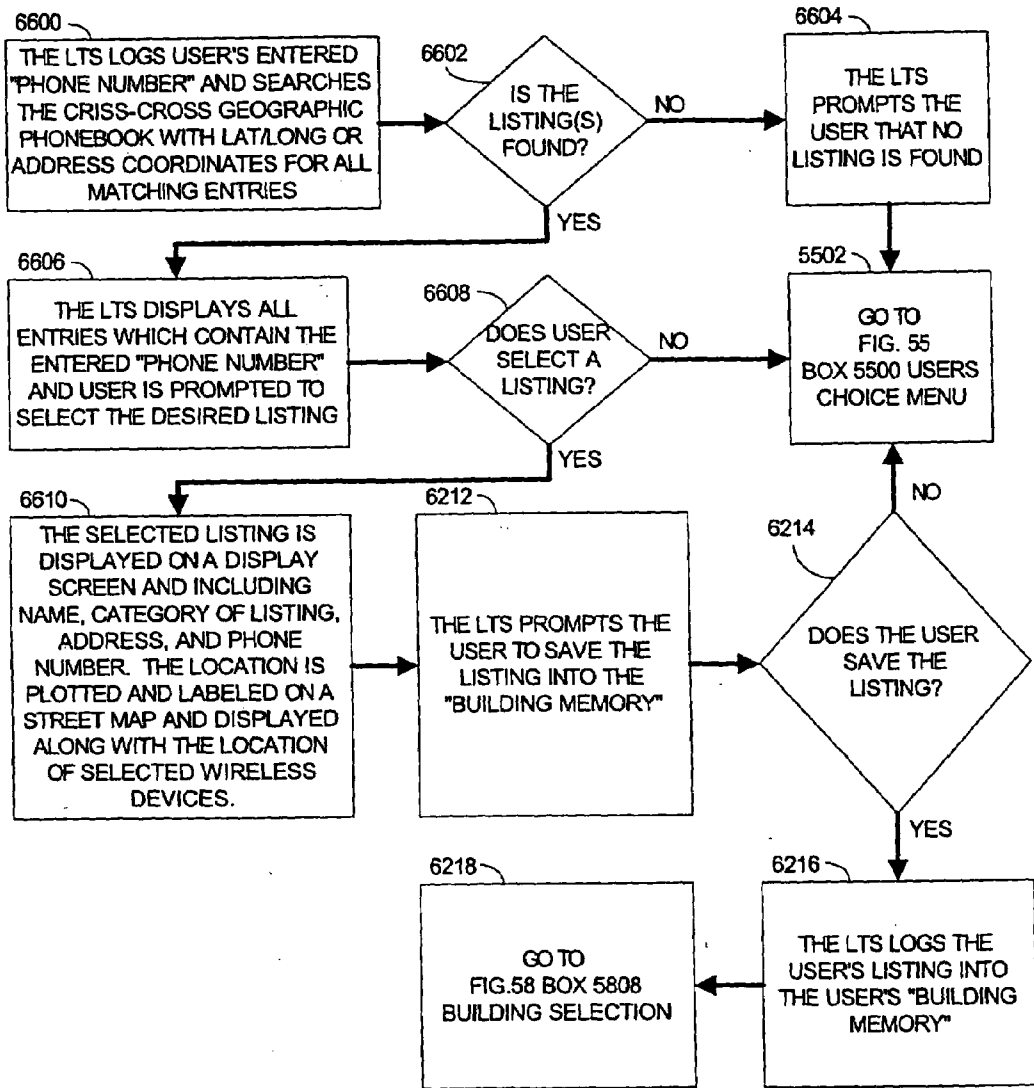 6600
THE LTS LOGS USER'S ENTERED
"PHONE NUMBER" AND SEARCHES
THE CRISS-CROSS GEOGRAPHIC
PHONEBOOK WITH LAT/LONG OR
ADDRESS COORDINATES FOR ALL
MATCHING ENTRIES
6602
IS THE
LISTING(S)
FOUND?
NO
YES
6604
THE LTS
PROMPTS THE
USER THAT NO
LISTING IS FOUND
6606
THE LTS DISPLAYS ALL
ENTRIES WHICH CONTAIN THE
ENTERED "PHONE NUMBER"
AND USER IS PROMPTED TO
SELECT THE DESIRED LISTING
6608
DOES USER
SELECT A
LISTING?
NO
YES
5502
GO TO
FIG. 55
BOX 5500 USERS
CHOICE MENU
6610
THE SELECTED LISTING IS
DISPLAYED ON A DISPLAY
SCREEN AND INCLUDING
NAME, CATEGORY OF LISTING,
ADDRESS, AND PHONE
NUMBER. THE LOCATION IS
PLOTTED AND LABELED ON A
STREET MAP AND DISPLAYED
ALONG WITH THE LOCATION
OF SELECTED WIRELESS
DEVICES.
6212
THE LTS PROMPTS THE
USER TO SAVE THE
LISTING INTO THE
"BUILDING MEMORY"
6214
DOES THE USER
SAVE THE
LISTING?
NO
YES
6218
GO TO
FIG.58 BOX 5808
BUILDING SELECTION
6216
THE LTS LOGS THE
USER'S LISTING INTO
THE USER'S "BUILDING
MEMORY"